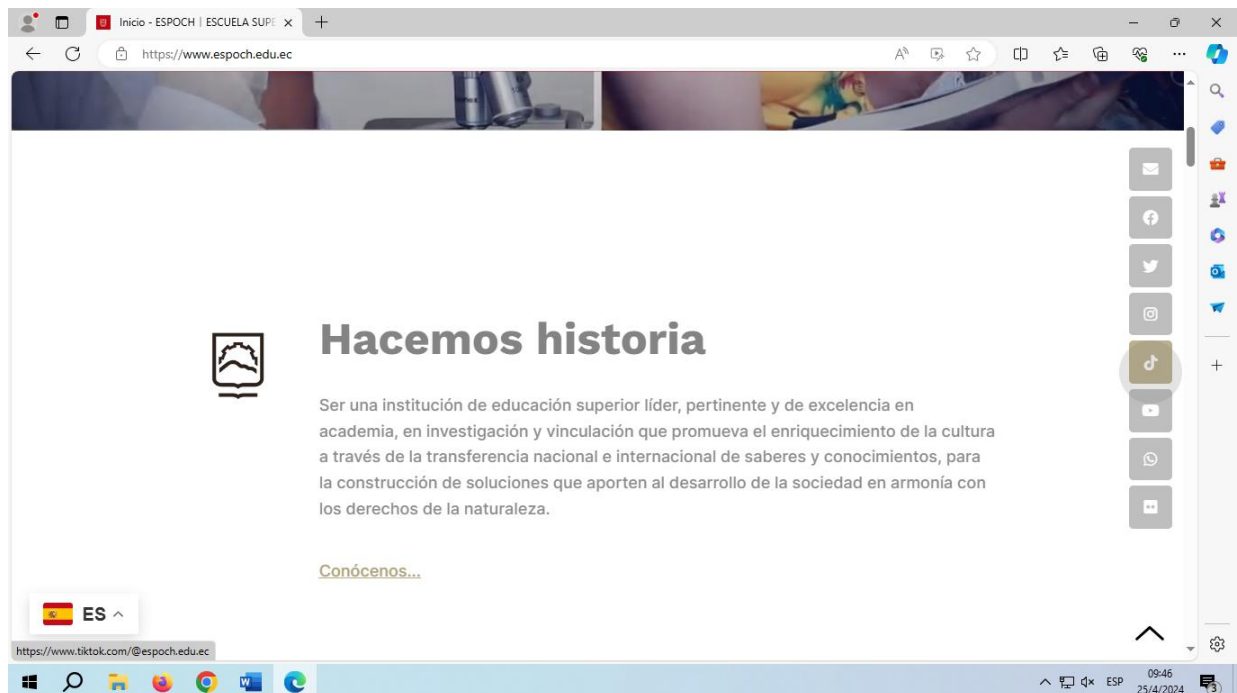 Inicio - ESPOCH | ESCUELA SUPE
https://www.espoch.edu.ec
Hacemos historia
Ser una institución de educación superior líder, pertinente y de excelencia en
academia, en investigación y vinculación que promueva el enriquecimiento de la cultura
a través de la transferencia nacional e internacional de saberes y conocimientos, para
la construcción de soluciones que aporten al desarrollo de la sociedad en armonía con
los derechos de la naturaleza.
Conócenos...
ES
https://www.tiktok.com/@espoch.edu.ec
ESP
09:46
25/4/2024
3